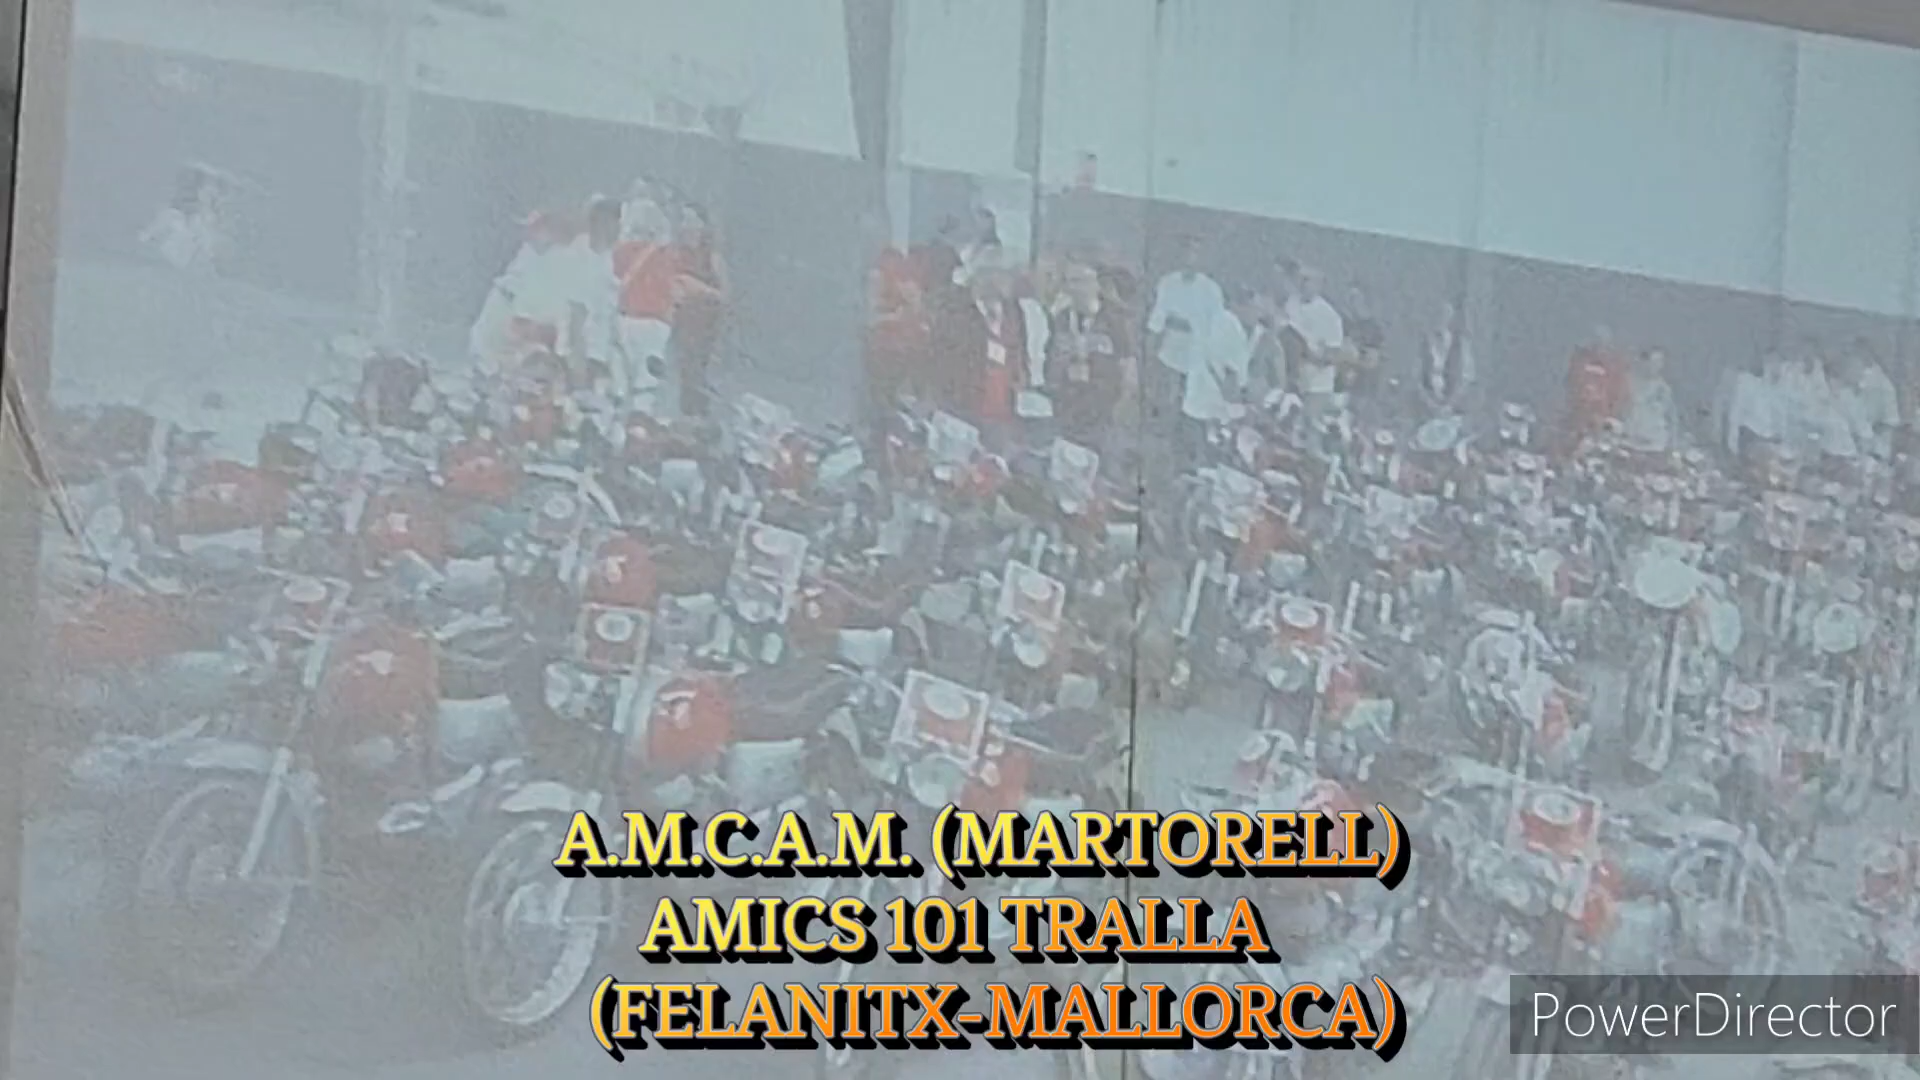 A.M.C.A.M. (MARTORELL)
AMICS 101 TRALLA
(FELANITX-MALLORCA)
PowerDirector